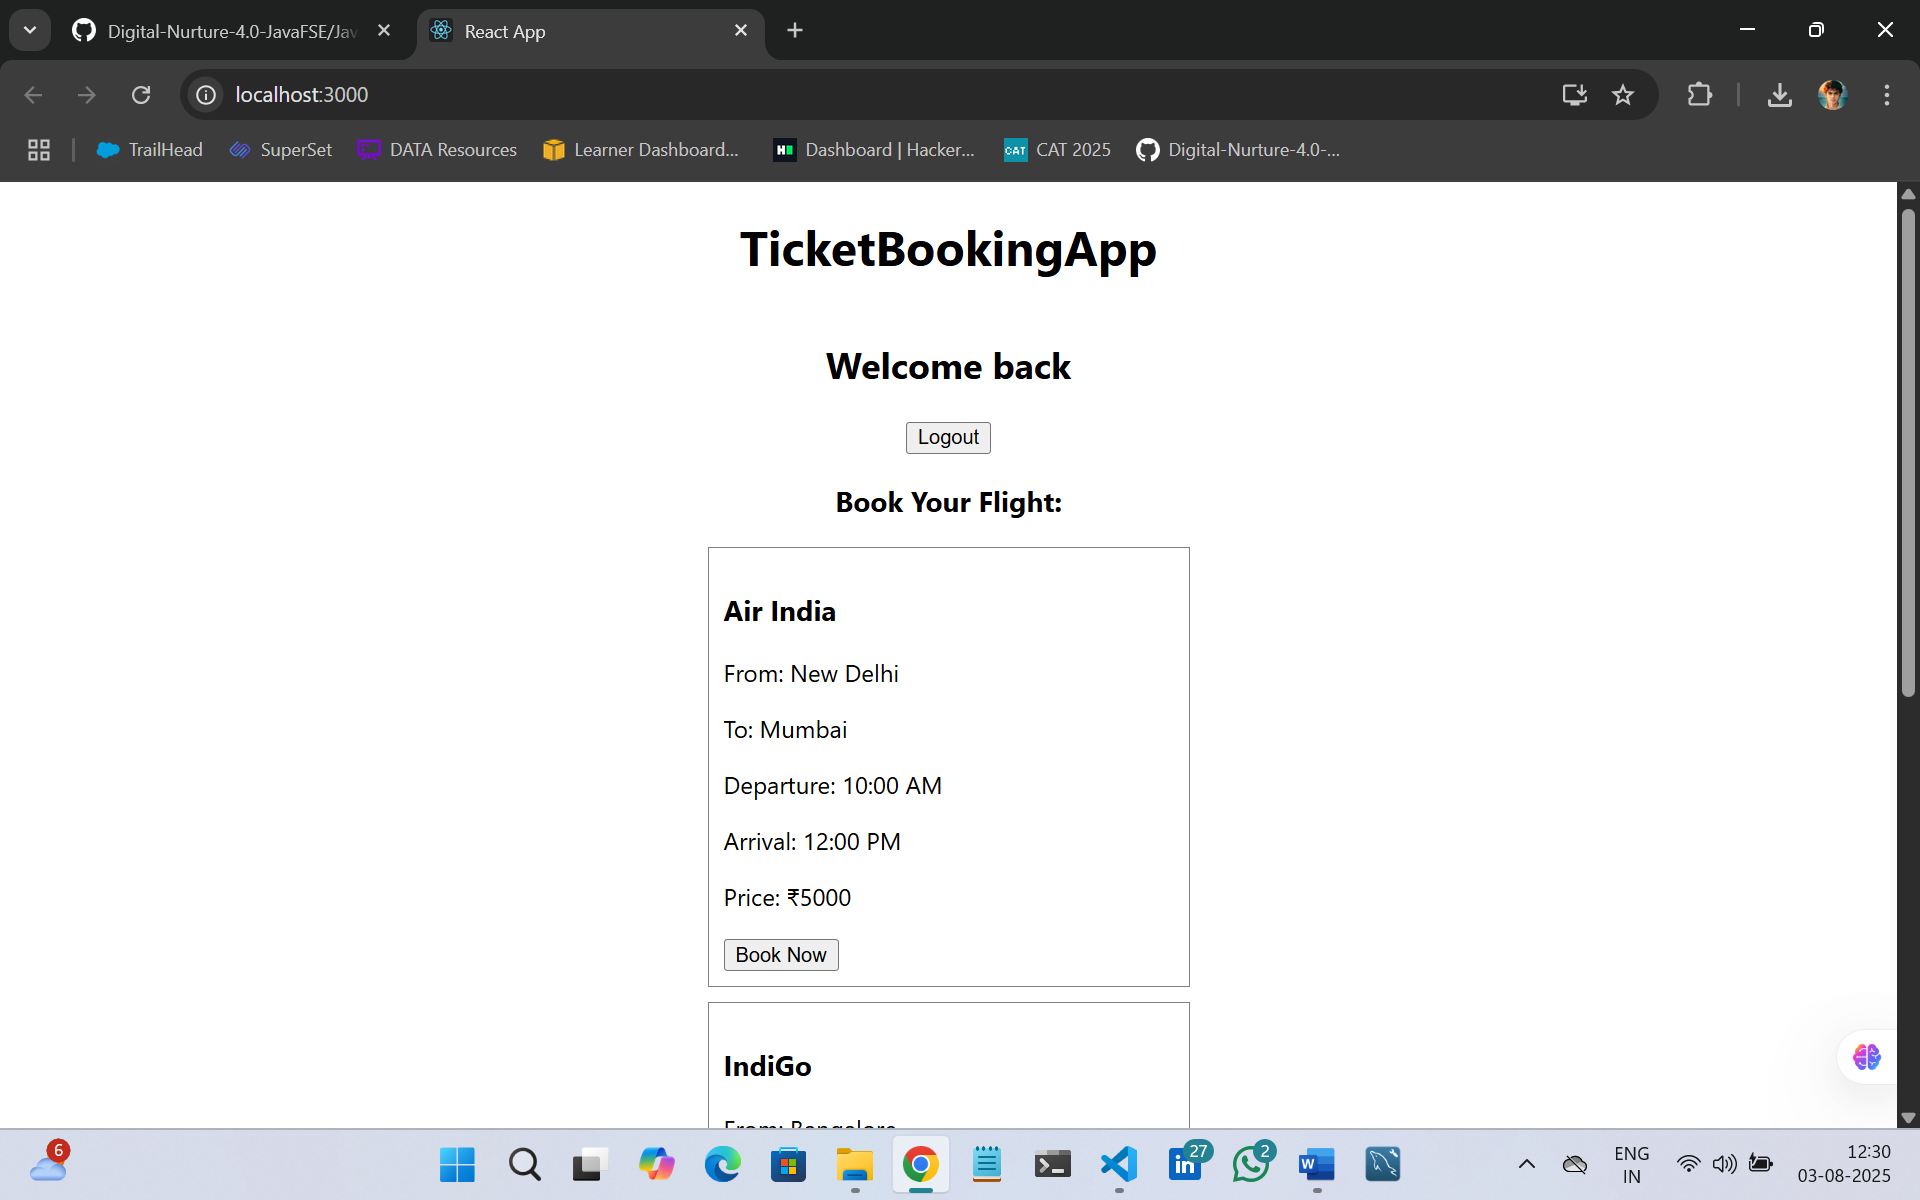 Digital-Nurture-4.0-JavaFSE/Jav
React App
localhost:3000
TrailHead
SuperSet
DATA Resources
Learner Dashboard...
Dashboard | Hacker...
CAT
CAT 2025
Digital-Nurture-4.0-...
TicketBookingApp
Welcome back
Logout
Book Your Flight:
Air India
From: New Delhi
To: Mumbai
Departure: 10:00 AM
Arrival: 12:00 PM
Price: ₹5000
Book Now
IndiGo
From: Bangalore
6
27
2
ENG
IN
12:30
03-08-2025